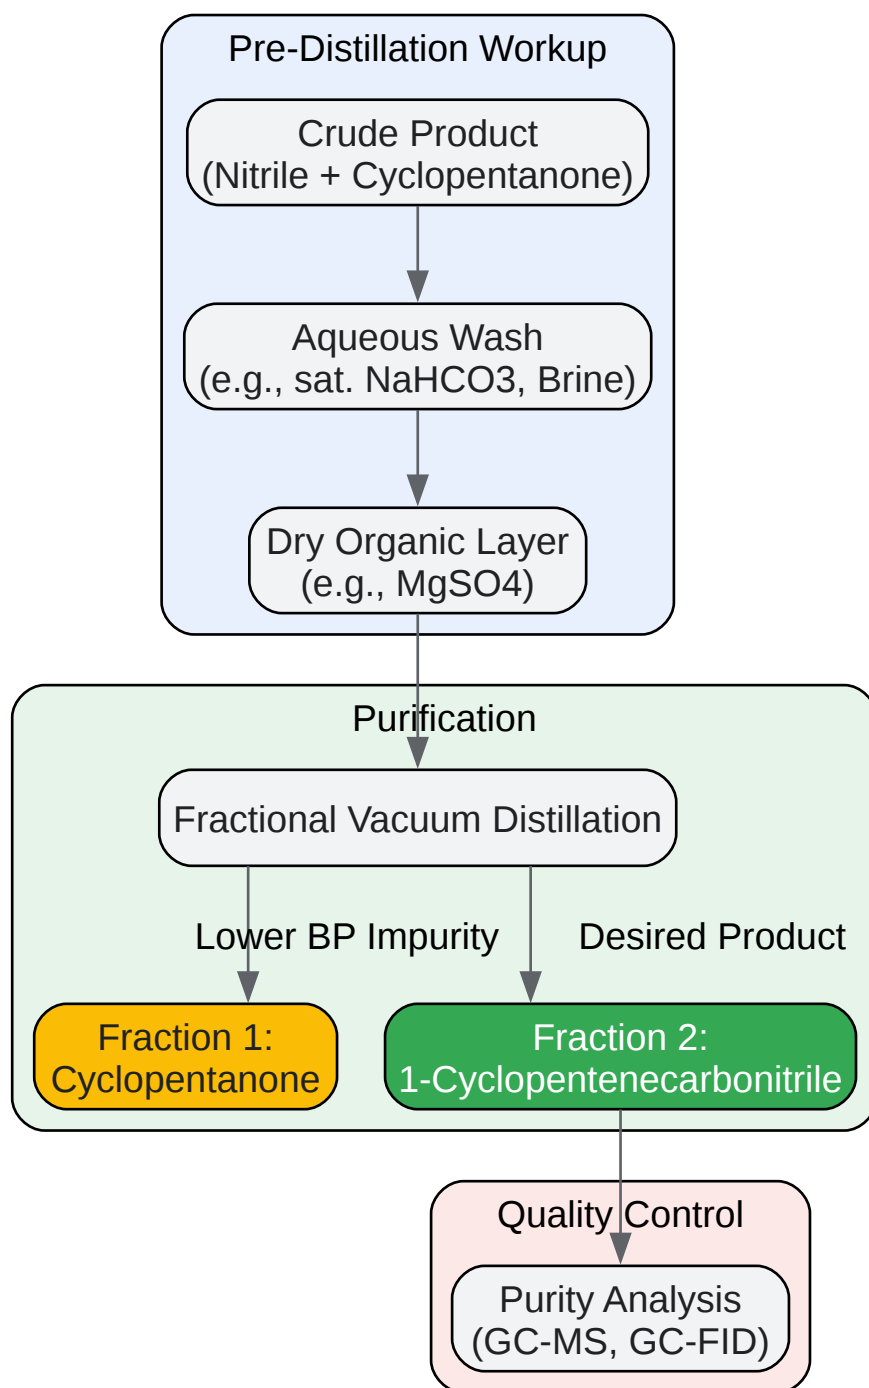 Pre-Distillation Workup
Crude Product
(Nitrile + Cyclopentanone)
Aqueous Wash
(e.g., sat. NaHCO3, Brine)
Dry Organic Layer
(e.g., MgSO4)
Purification
Fractional Vacuum Distillation
Lower BP Impurity
Desired Product
Fraction 1:
Cyclopentanone
Fraction 2:
1-Cyclopentenecarbonitrile
Quality Control
Purity Analysis
(GC-MS, GC-FID)